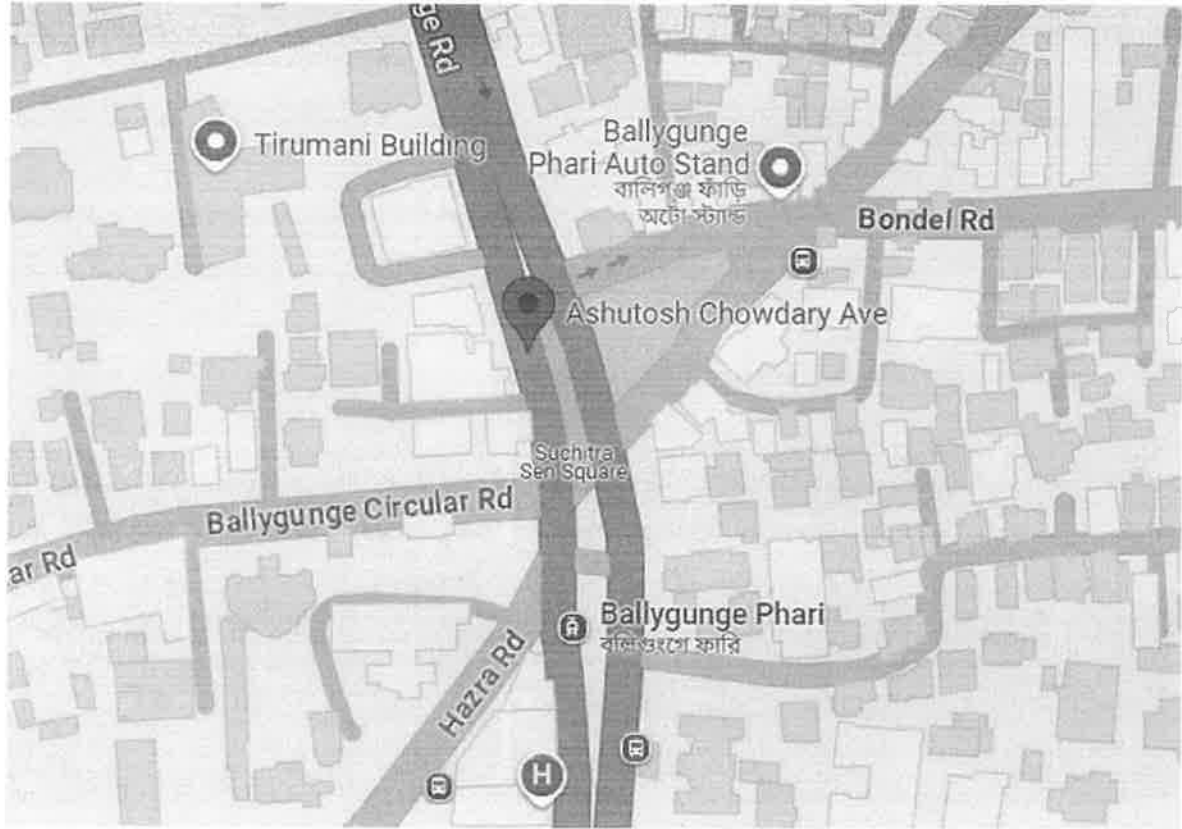 ge Rd
Tirumani Building
Ballygunge
Phari Auto Stand
বালিগঞ্জ ফাঁড়ি
অটো স্ট্যান্ড
Bondel Rd
Ashutosh Chowdary Ave
Suchitra
Sen Square
Ballygunge Circular Rd
ar Rd
Ballygunge Phari
বলিগুংগে ফারি
Hazra Rd
H